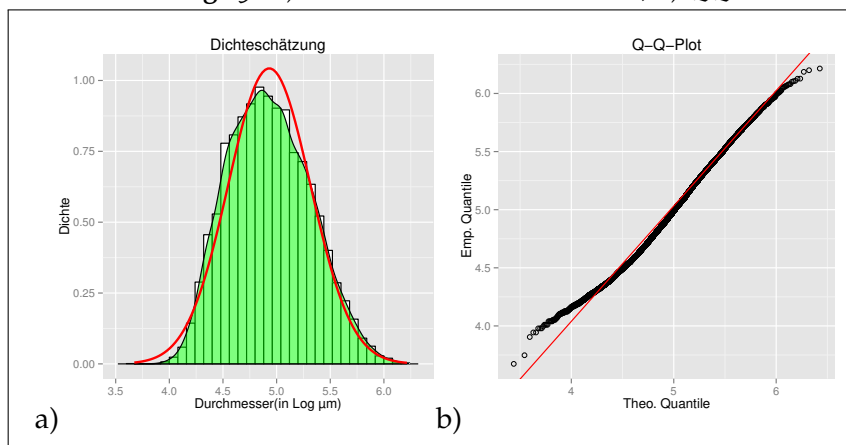 Dichteschätzung
Dichte
1.00
0.75
0.50
0.25
0.00
3.5 4.0 4.5 5.0 5.5 6.0
Durchmesser(in Log µm)
a)
Q-Q-Plot
Emp. Quantile
6.0
5.5
5.0
4.5
4.0
4 5 6
Theo. Quantile
b)